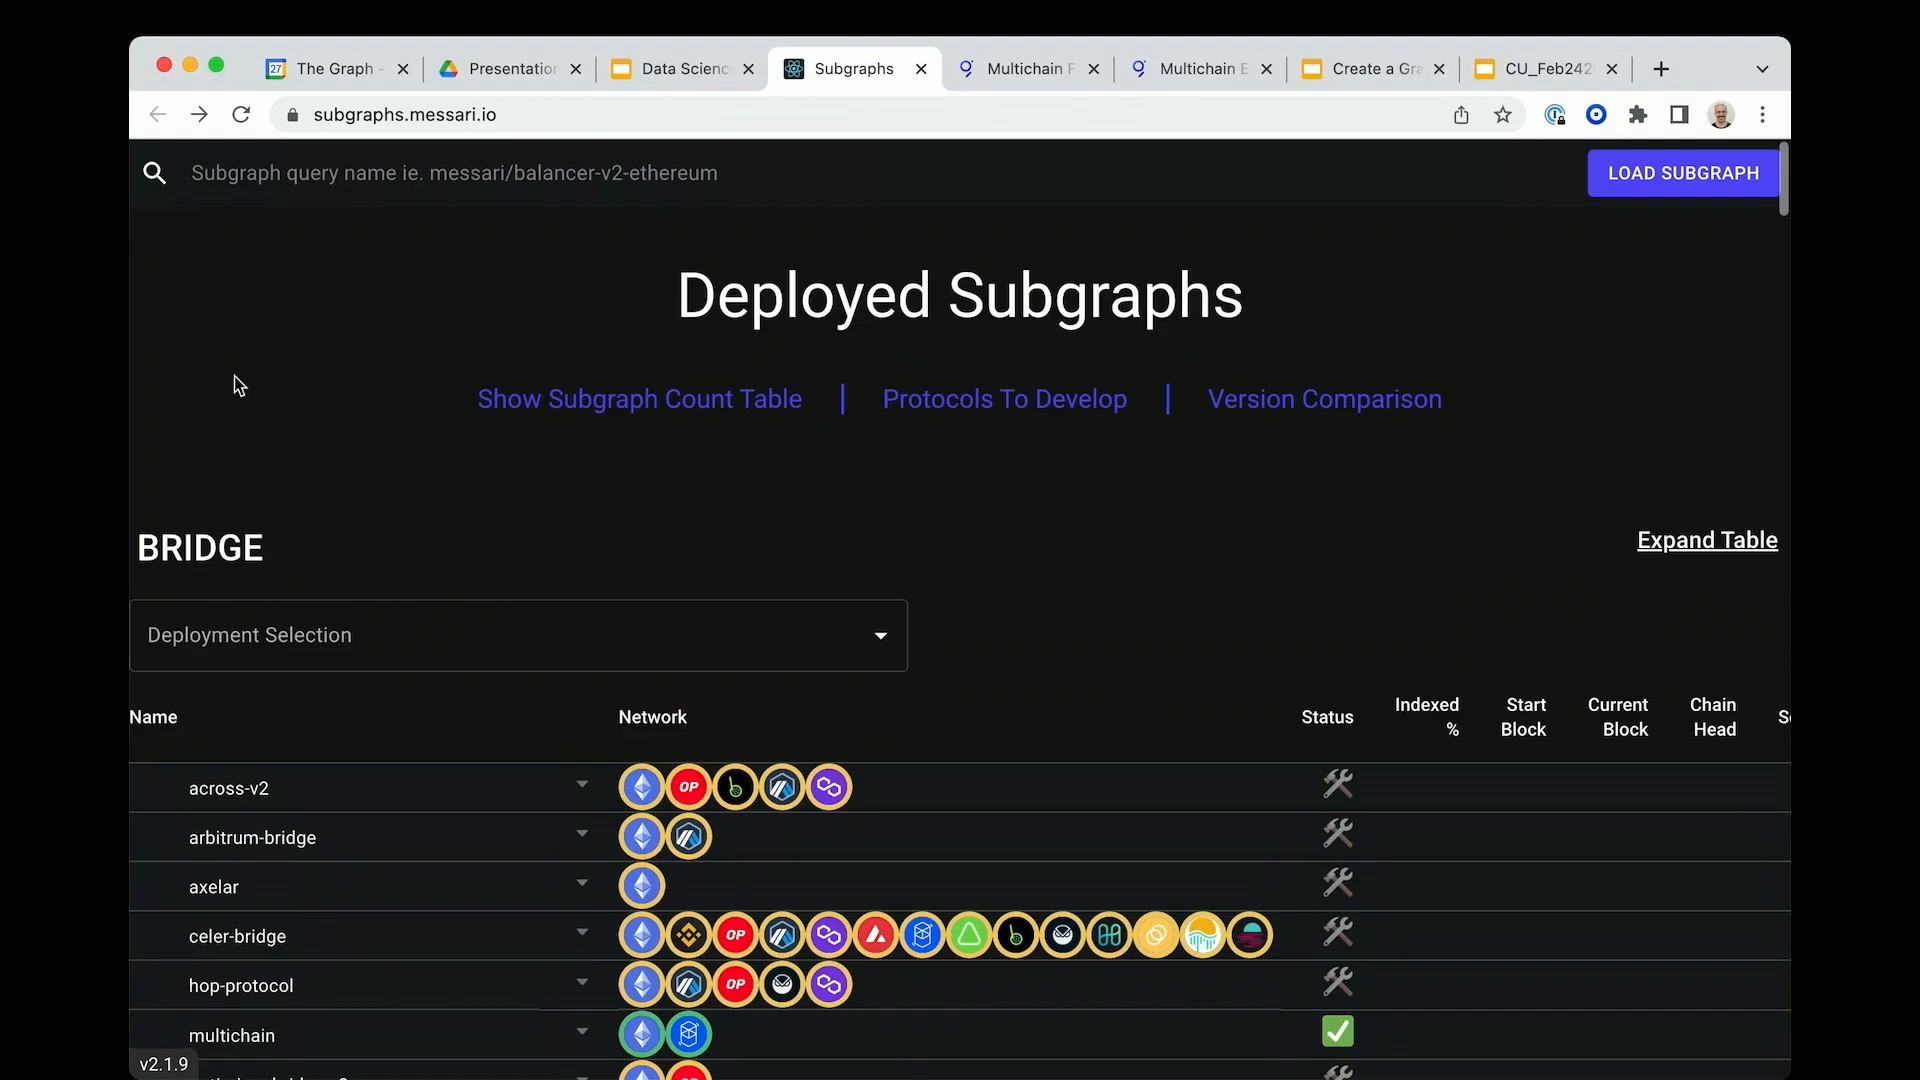 27 The Graph -
Presentation
Data Scienc
Subgraphs
Multichain F
Multichain E
Create a Gra
CU_Feb242
subgraphs.messari.io
Subgraph query name ie. messari/balancer-v2-ethereum
LOAD SUBGRAPH
Deployed Subgraphs
Show Subgraph Count Table | Protocols To Develop | Version Comparison
BRIDGE
Expand Table
Deployment Selection
Name
Network
Status
Indexed %
Start Block
Current Block
Chain Head
across-v2
OP
arbitrum-bridge
axelar
celer-bridge
OP
hop-protocol
OP
multichain
v2.1.9